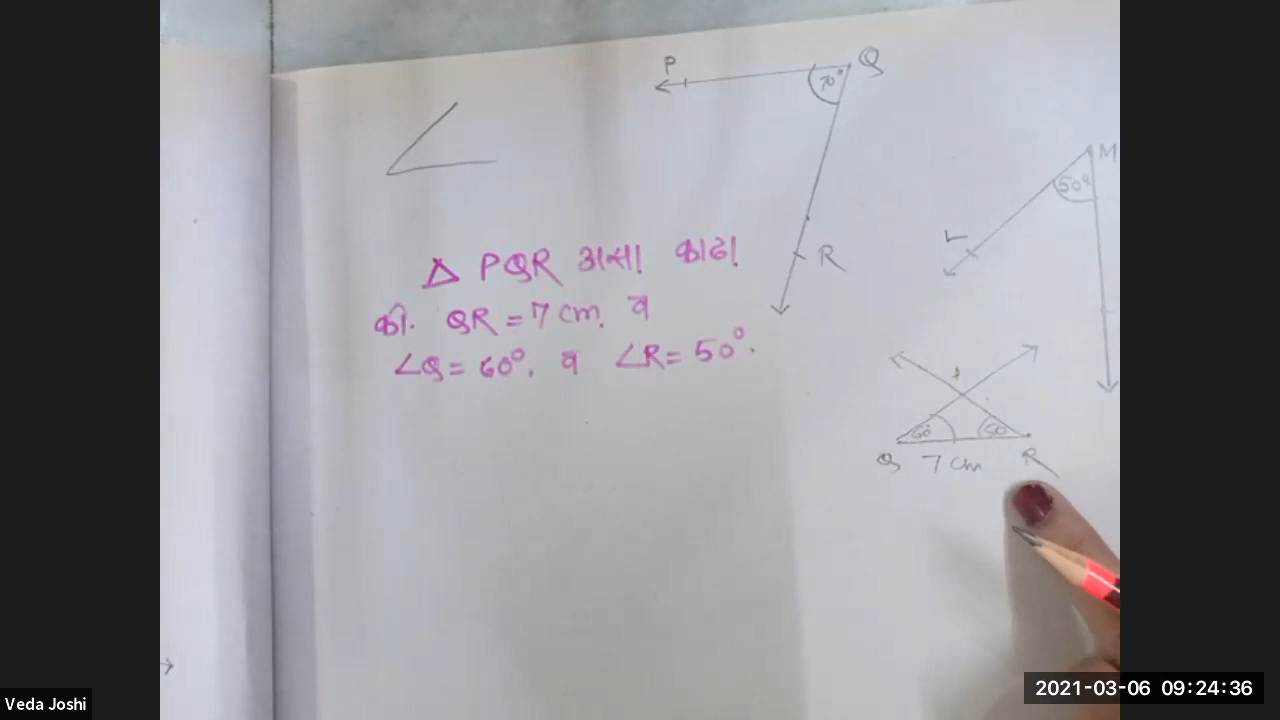 P
Q
70°
R
M
50°
L
△ PQR असा काढा
की. QR = 7 cm, व
∠Q = 60°, व ∠R = 50°.
60° 50
Q 7 cm R
Veda Joshi
2021-03-06 09:24:36